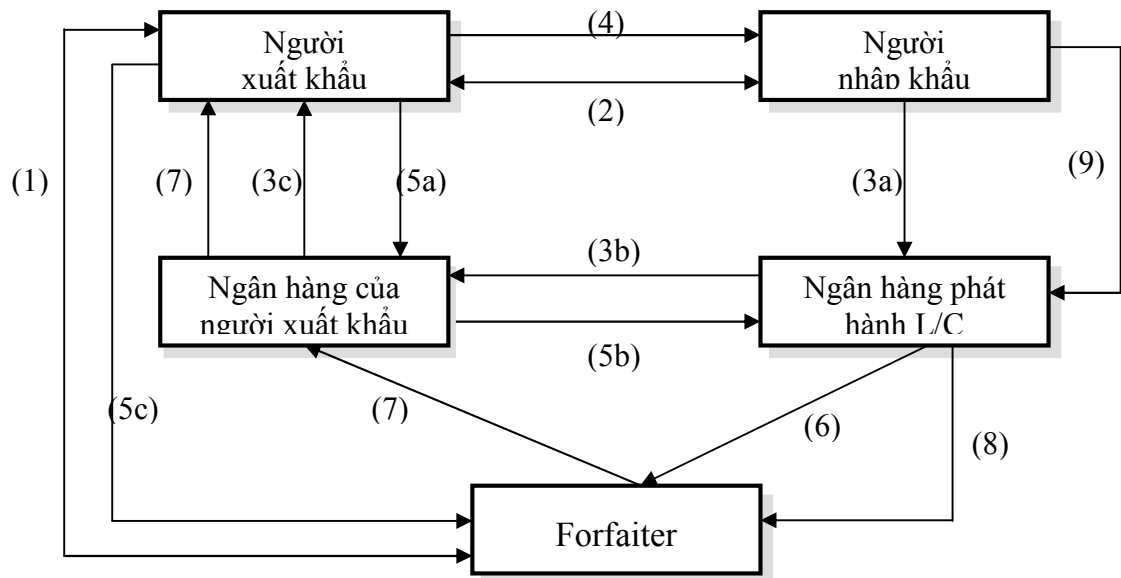 (4)
Người
xuất khẩu
Người
nhập khẩu
(2)
(1)
(7)
(3c)
(5a)
(3a)
(9)
(3b)
Ngân hàng của
người xuất khẩu
Ngân hàng phát
hành L/C
(5b)
(5c)
(7)
(6)
(8)
Forfaiter